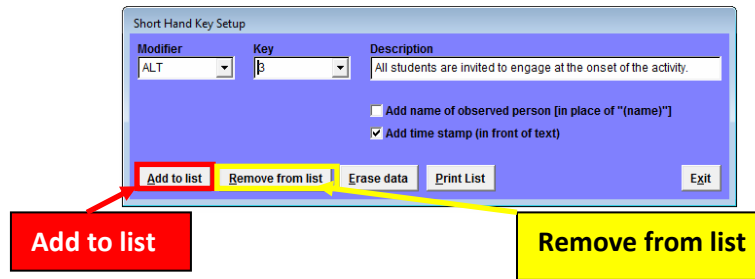 Short Hand Key Setup
Modifier Key Description
ALT 3 All students are invited to engage at the onset of the activity.
Add name of observed person [in place of "(name)"]
Add time stamp (in front of text)
Add to list Remove from list Erase data Print List Exit
Add to list Remove from list